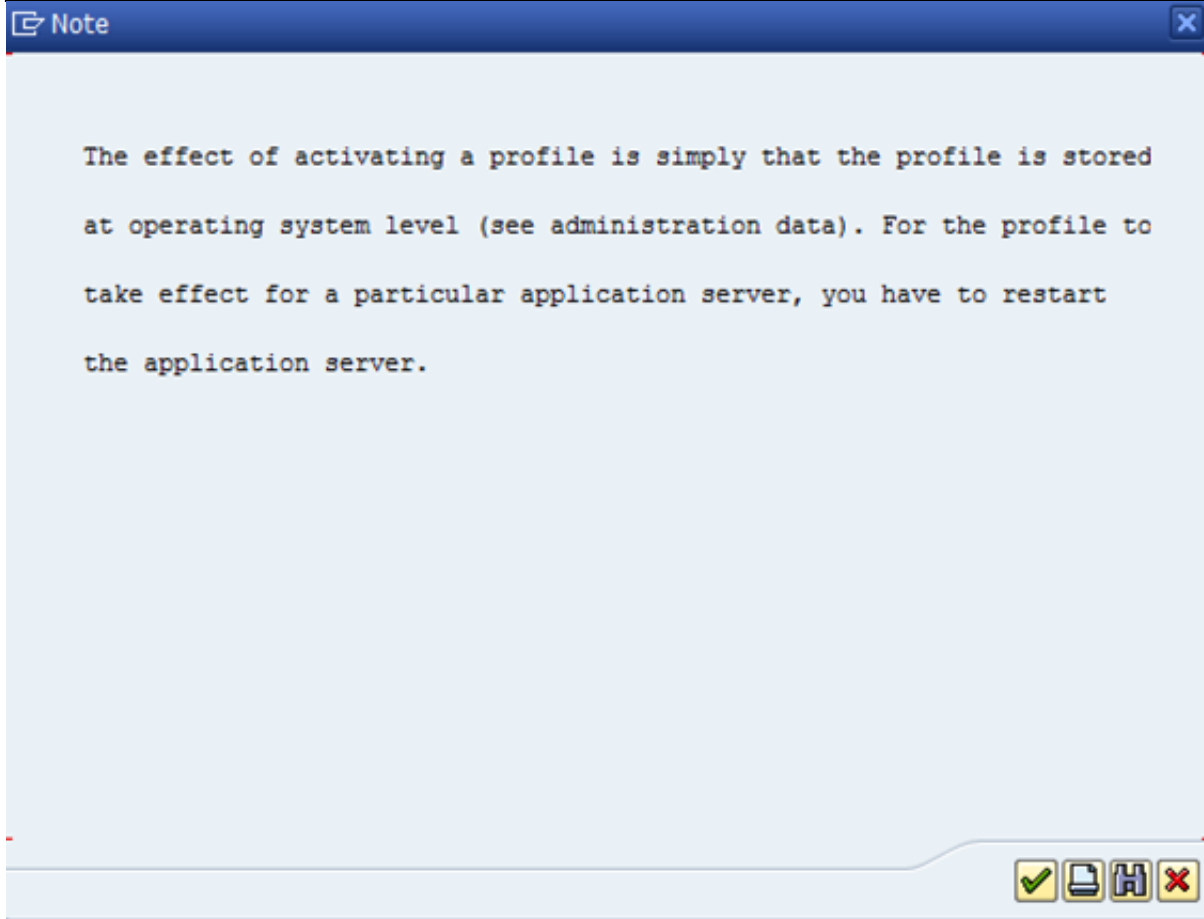 Note
The effect of activating a profile is simply that the profile is stored
at operating system level (see administration data). For the profile to
take effect for a particular application server, you have to restart
the application server.